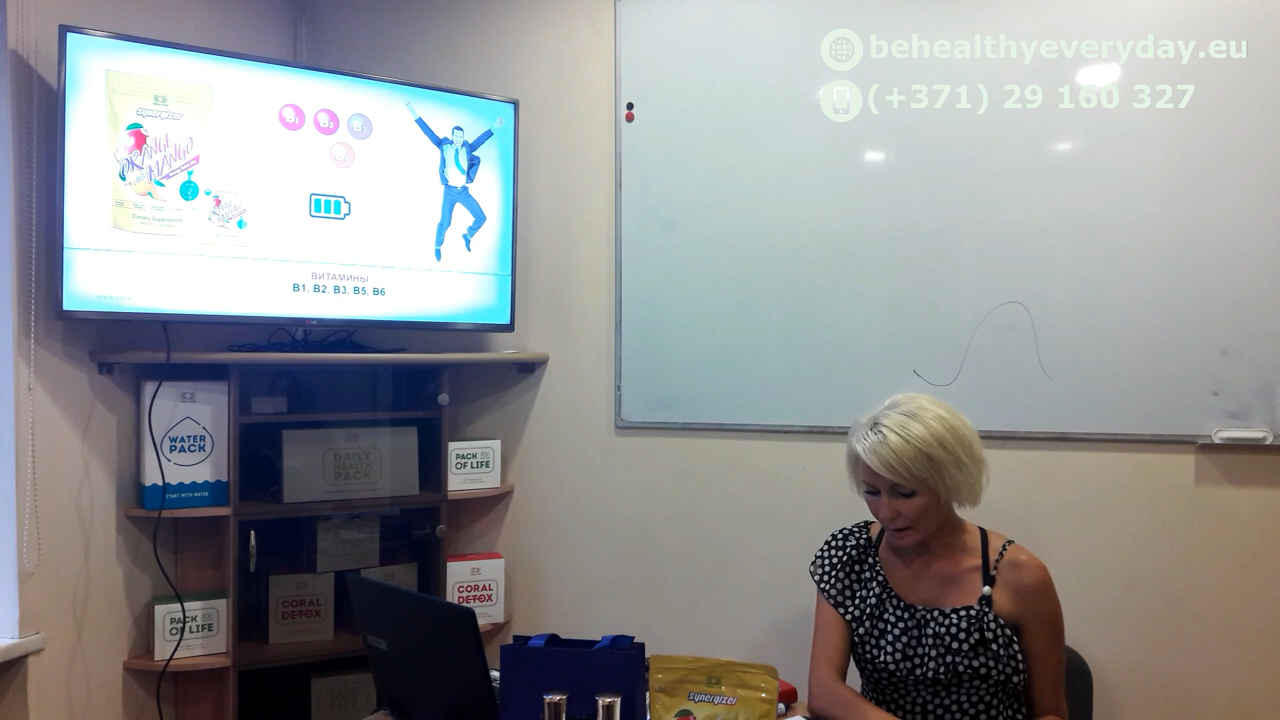 behealthyeveryday.eu
(+371) 29 160 327
synergizer
ORANGE
MANGO
Dietary Supplement
B1
B2
B3
ВИТАМИНЫ
B1, B2, B3, B5, B6
WATER
PACK
START WITH WATER
DAILY
HEALTH
PACK
PACK
OF LIFE
PACK
OF LIFE
CORAL
DETOX
CORAL
DETOX
synergizer